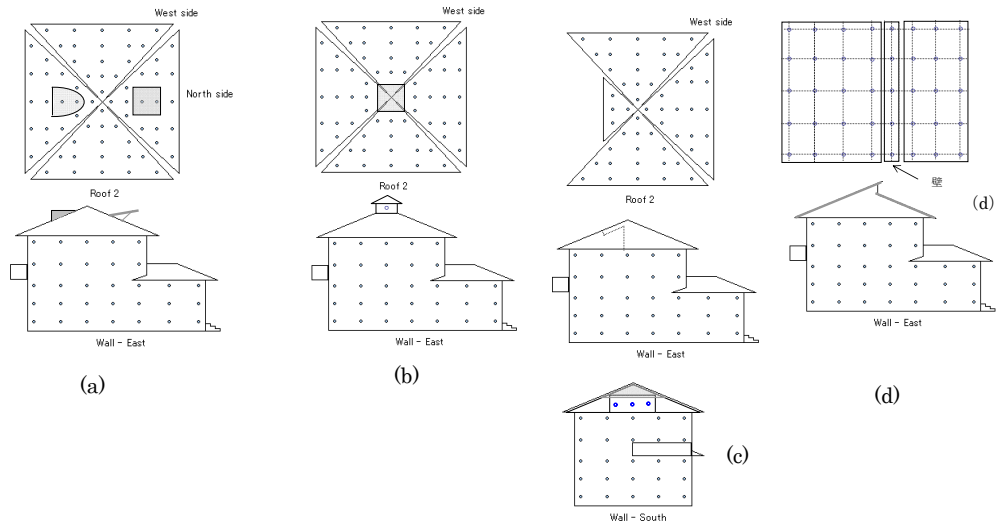 West side
North side
Roof 2
Wall - East
(a)
West side
Roof 2
Wall - East
(b)
West side
Roof 2
Wall - East
Wall - South
(c)
壁
(d)
Wall - East
(d)